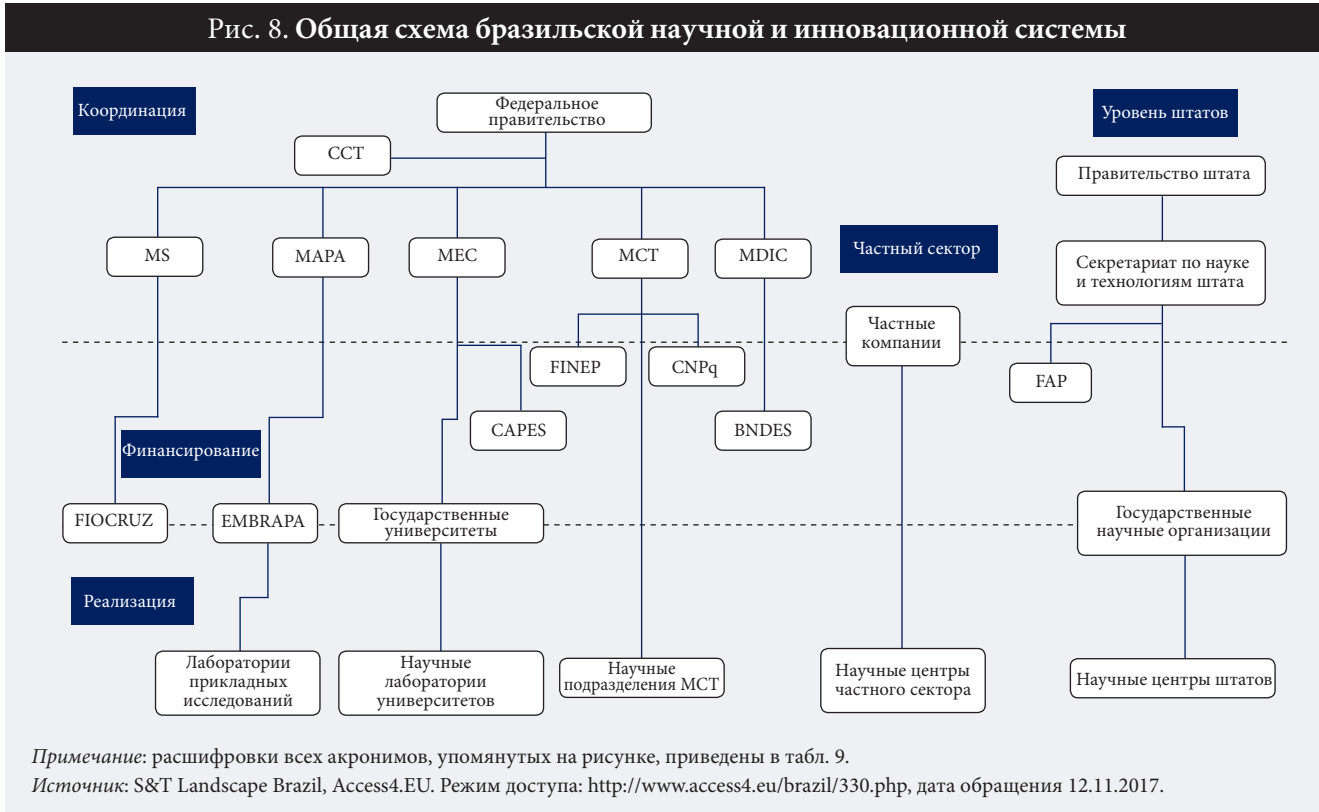 Рис. 8. Общая схема бразильской научной и инновационной системы
Координация
Федеральное
правительство
Уровень штатов
CCT
Правительство штата
MS
MAPA
MEC
MCT
MDIC
Частный сектор
Секретариат по науке
и технологиям штата
Частные
компании
FINEP
CNPq
FAP
CAPES
BNDES
Финансирование
FIOCRUZ
EMBRAPA
Государственные
университеты
Государственные
научные организации
Реализация
Лаборатории
прикладных
исследований
Научные
лаборатории
университетов
Научные
подразделения МСТ
Научные центры
частного сектора
Научные центры штатов
Примечание: расшифровки всех акронимов, упомянутых на рисунке, приведены в табл. 9.
Источник: S&T Landscape Brazil, Access4.EU. Режим доступа: http://www.access4.eu/brazil/330.php, дата обращения 12.11.2017.